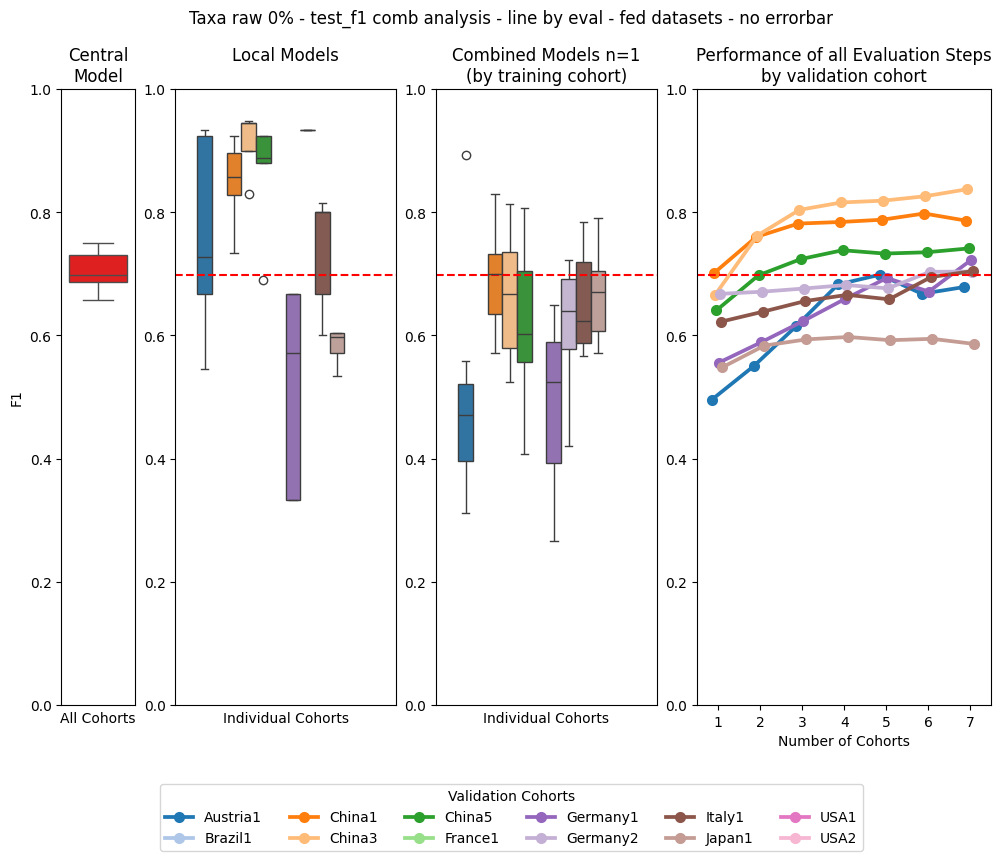 Taxa raw 0% - test_f1 comb analysis - line by eval - fed datasets - no errorbar
Central
Model
Local Models
Combined Models n=1
(by training cohort)
Performance of all Evaluation Steps
by validation cohort
F1
1.0
0.8
0.6
0.4
0.2
0.0
All Cohorts
1.0
0.8
0.6
0.4
0.2
0.0
Individual Cohorts
1.0
0.8
0.6
0.4
0.2
0.0
Individual Cohorts
1.0
0.8
0.6
0.4
0.2
0.0
1 2 3 4 5 6 7
Number of Cohorts
Validation Cohorts
Austria1 China1 China5 Germany1 Italy1 USA1
Brazil1 China3 France1 Germany2 Japan1 USA2